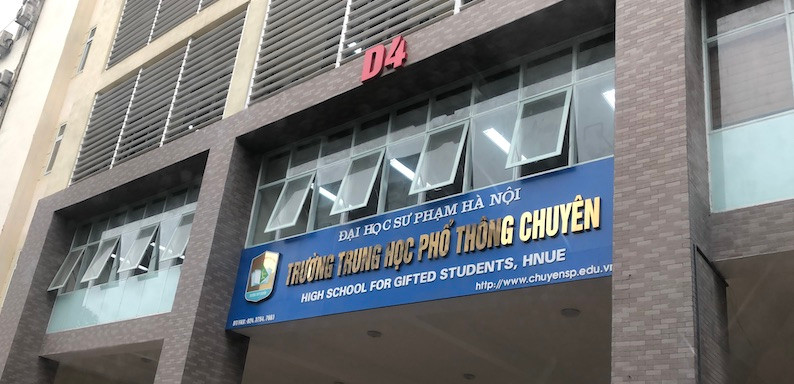 D4
ĐẠI HỌC SƯ PHẠM HÀ NỘI
TRƯỜNG TRUNG HỌC PHỔ THÔNG CHUYÊN
HIGH SCHOOL FOR GIFTED STUDENTS, HNUE
http://www.chuyensp.edu.vn